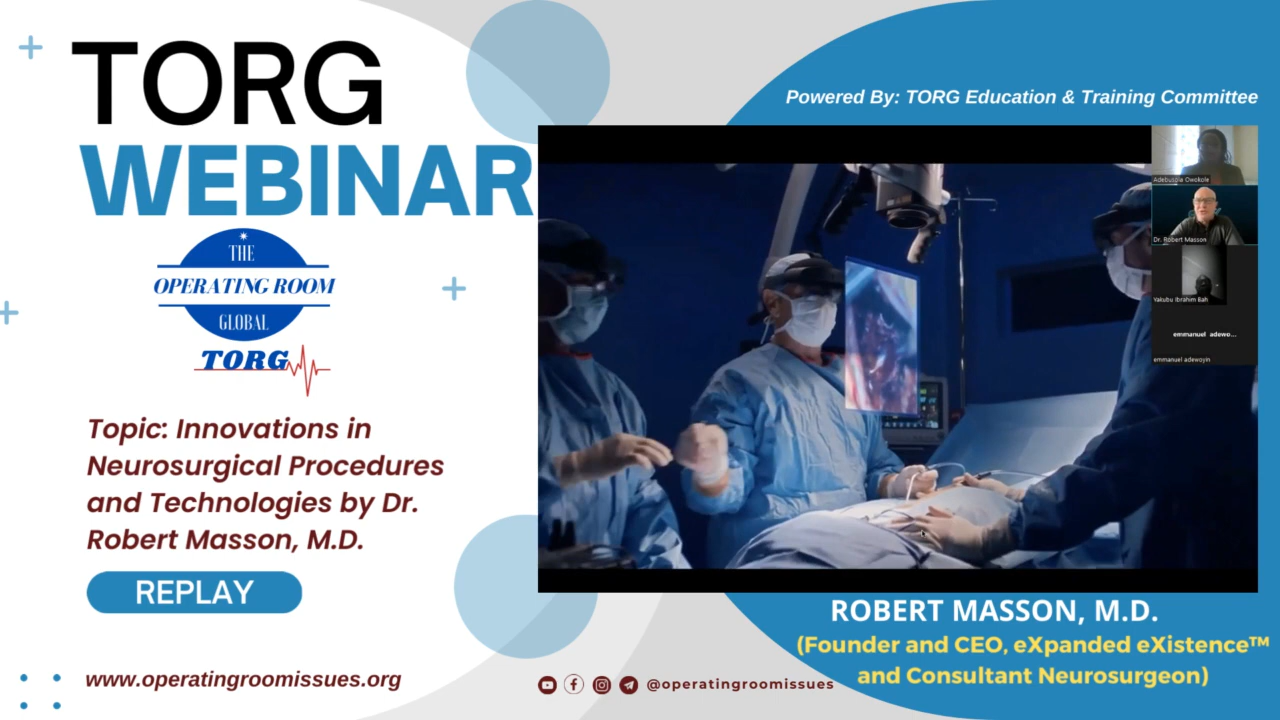 TORG
WEBINAR
THE
OPERATING ROOM
GLOBAL
TORG
Topic: Innovations in
Neurosurgical Procedures
and Technologies by Dr.
Robert Masson, M.D.
REPLAY
www.operatingroomissues.org
Powered By: TORG Education & Training Committee
Adebusola Owokole
Dr. Robert Masson
Yakubu Ibrahim Bah
emmanuel adewo...
emmanuel adewoyin
ROBERT MASSON, M.D.
(Founder and CEO, eXpanded eXistence™
and Consultant Neurosurgeon)
@operatingroomissues